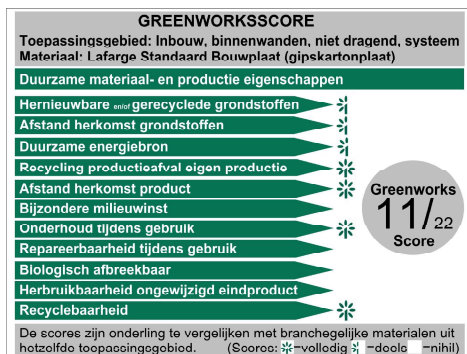 GREENWORKSSCORE
Toepassingsgebied: Inbouw, binnenwanden, niet dragend, systeem
Materiaal: Lafarge Standaard Bouwplaat (gipskartonplaat)
Duurzame materiaal- en productie eigenschappen
Hernieuwbare en/of gerecyclede grondstoffen
Afstand herkomst grondstoffen
Duurzame energiebron
Recycling productieafval eigen productie
Afstand herkomst product
Bijzondere milieuwinst
Onderhoud tijdens gebruik
Repareerbaarheid tijdens gebruik
Biologisch afbreekbaar
Herbruikbaarheid ongewijzigd eindproduct
Recyclebaarheid
Greenworks
11/22
Score
De scores zijn onderling te vergelijken met branchegelijke materialen uit
hetzelfde toepassingsgebied. (Scores: =volledig =deels =nihil)